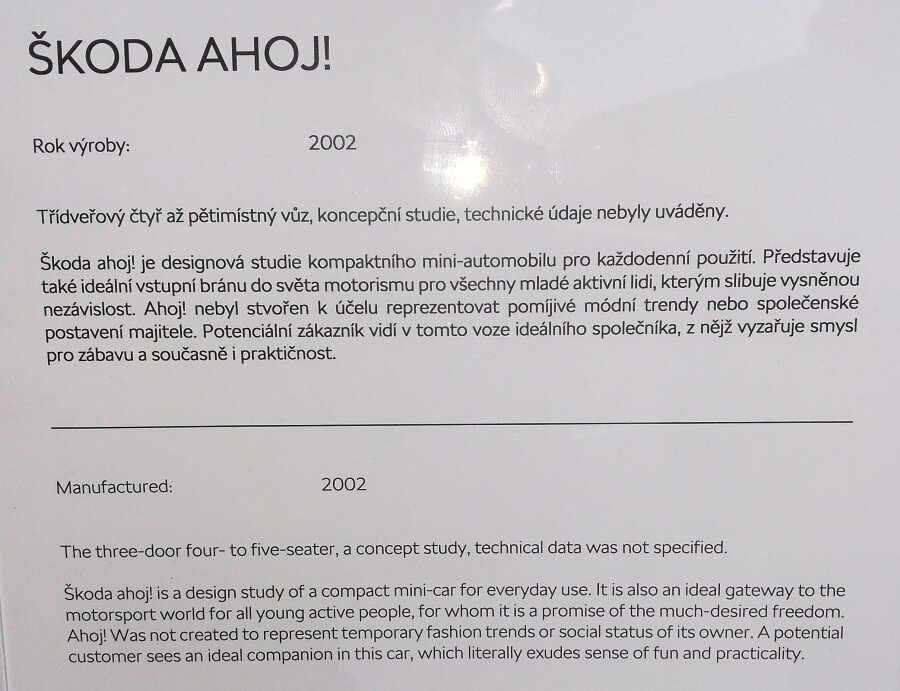 ŠKODA AHOJ!
Rok výroby: 2002
Třídveřový čtyř až pětimístný vůz, koncepční studie, technické údaje nebyly uváděny.
Škoda ahoj! je designová studie kompaktního mini-automobilu pro každodenní použití. Představuje
také ideální vstupní bránu do světa motorismu pro všechny mladé aktivní lidi, kterým slibuje vysněnou
nezávislost. Ahoj! nebyl stvořen k účelu reprezentovat pomíjivé módní trendy nebo společenské
postavení majitele. Potenciální zákazník vidí v tomto voze ideálního společníka, z nějž vyzařuje smysl
pro zábavu a současně i praktičnost.
Manufactured: 2002
The three-door four- to five-seater, a concept study, technical data was not specified.
Škoda ahoj! is a design study of a compact mini-car for everyday use. It is also an ideal gateway to the
motorsport world for all young active people, for whom it is a promise of the much-desired freedom.
Ahoj! Was not created to represent temporary fashion trends or social status of its owner. A potential
customer sees an ideal companion in this car, which literally exudes sense of fun and practicality.